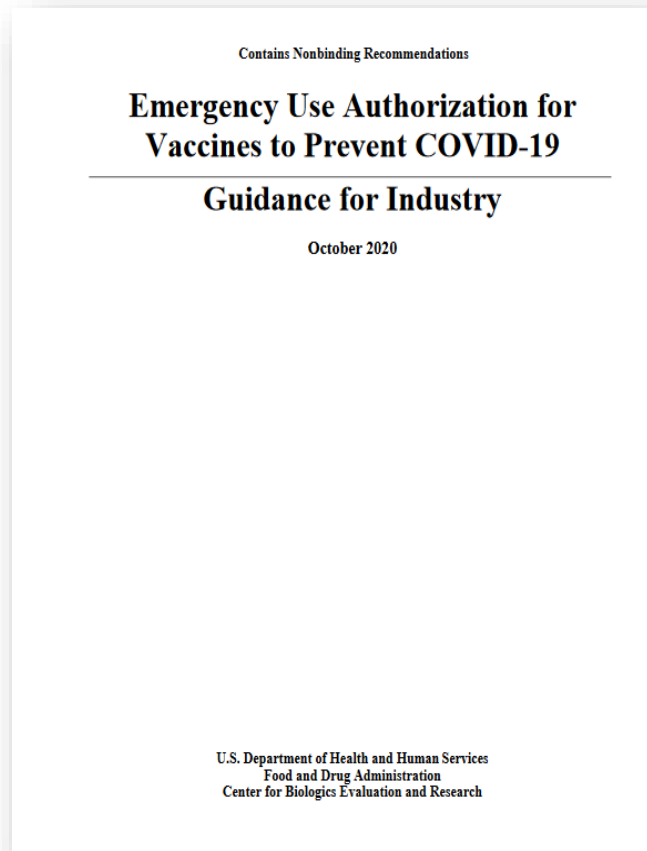 Contains Nonbinding Recommendations
Emergency Use Authorization for
Vaccines to Prevent COVID-19
Guidance for Industry
October 2020
U.S. Department of Health and Human Services
Food and Drug Administration
Center for Biologics Evaluation and Research